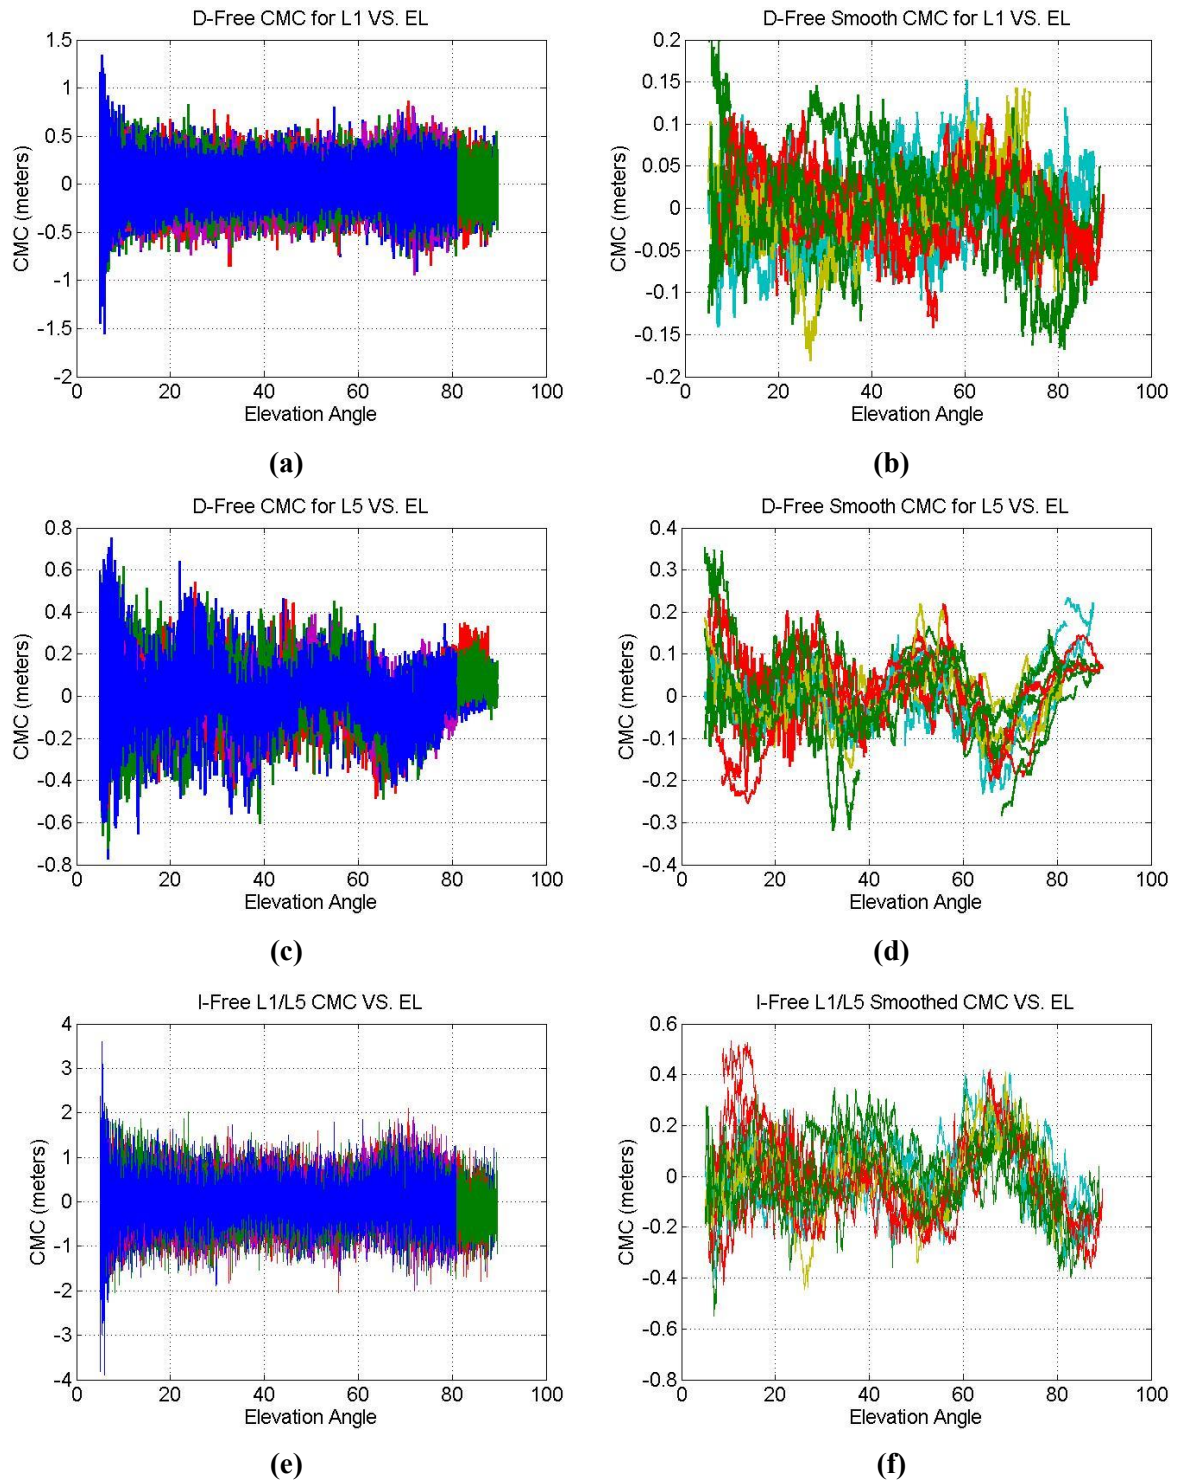 D-Free CMC for L1 VS. EL
D-Free Smooth CMC for L1 VS. EL
1.5
1
0.5
0
-0.5
-1
-1.5
-2
CMC (meters)
0 20 40 60 80 100
Elevation Angle
0.2
0.15
0.1
0.05
0
-0.05
-0.1
-0.15
-0.2
CMC (meters)
0 20 40 60 80 100
Elevation Angle
(a)
(b)
D-Free CMC for L5 VS. EL
D-Free Smooth CMC for L5 VS. EL
0.8
0.6
0.4
0.2
0
-0.2
-0.4
-0.6
-0.8
CMC (meters)
0 20 40 60 80 100
Elevation Angle
0.4
0.3
0.2
0.1
0
-0.1
-0.2
-0.3
-0.4
CMC (meters)
0 20 40 60 80 100
Elevation Angle
(c)
(d)
I-Free L1/L5 CMC VS. EL
I-Free L1/L5 Smoothed CMC VS. EL
4
3
2
1
0
-1
-2
-3
-4
CMC (meters)
0 20 40 60 80 100
Elevation Angle
0.6
0.4
0.2
0
-0.2
-0.4
-0.6
-0.8
CMC (meters)
0 20 40 60 80 100
Elevation Angle
(e)
(f)